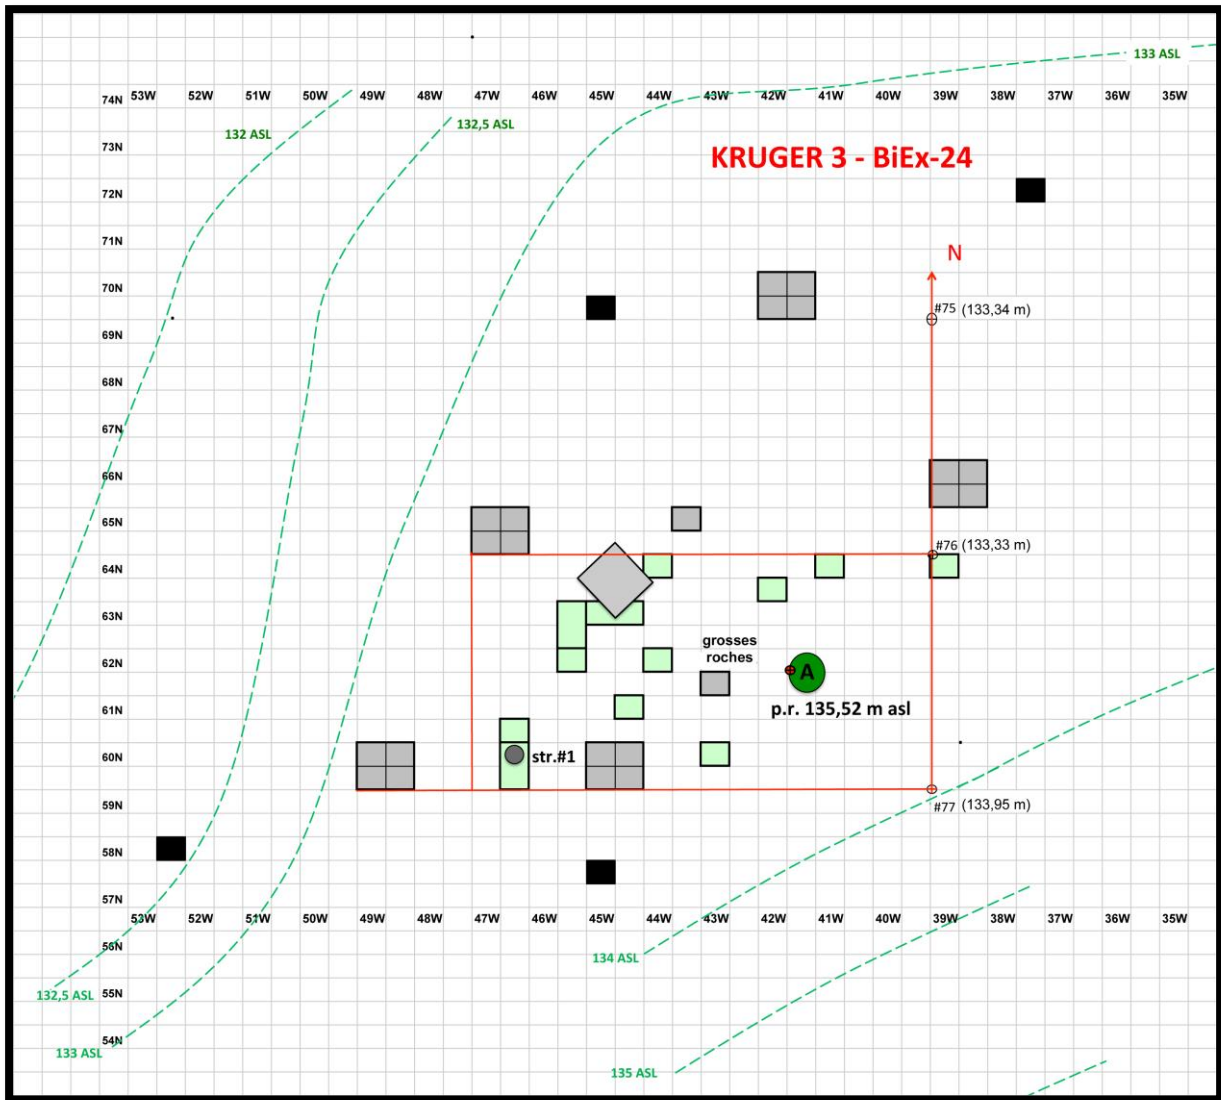 133 ASL
74N 53W 52W 51W 50W 49W 48W 47W 46W 45W 44W 43W 42W 41W 40W 39W 38W 37W 36W 35W
132 ASL
132,5 ASL
73N
KRUGER 3 - BiEx-24
72N
71N
N
70N
#75 (133,34 m)
69N
68N
67N
66N
65N
#76 (133,33 m)
64N
63N
grosses
roches
62N
A
61N
p.r. 135,52 m asl
60N
str.#1
59N
#77 (133,95 m)
58N
57N
53W 52W 51W 50W 49W 48W 47W 46W 45W 44W 43W 42W 41W 40W 39W 38W 37W 36W 35W
56N
134 ASL
132,5 ASL
55N
54N
133 ASL
135 ASL